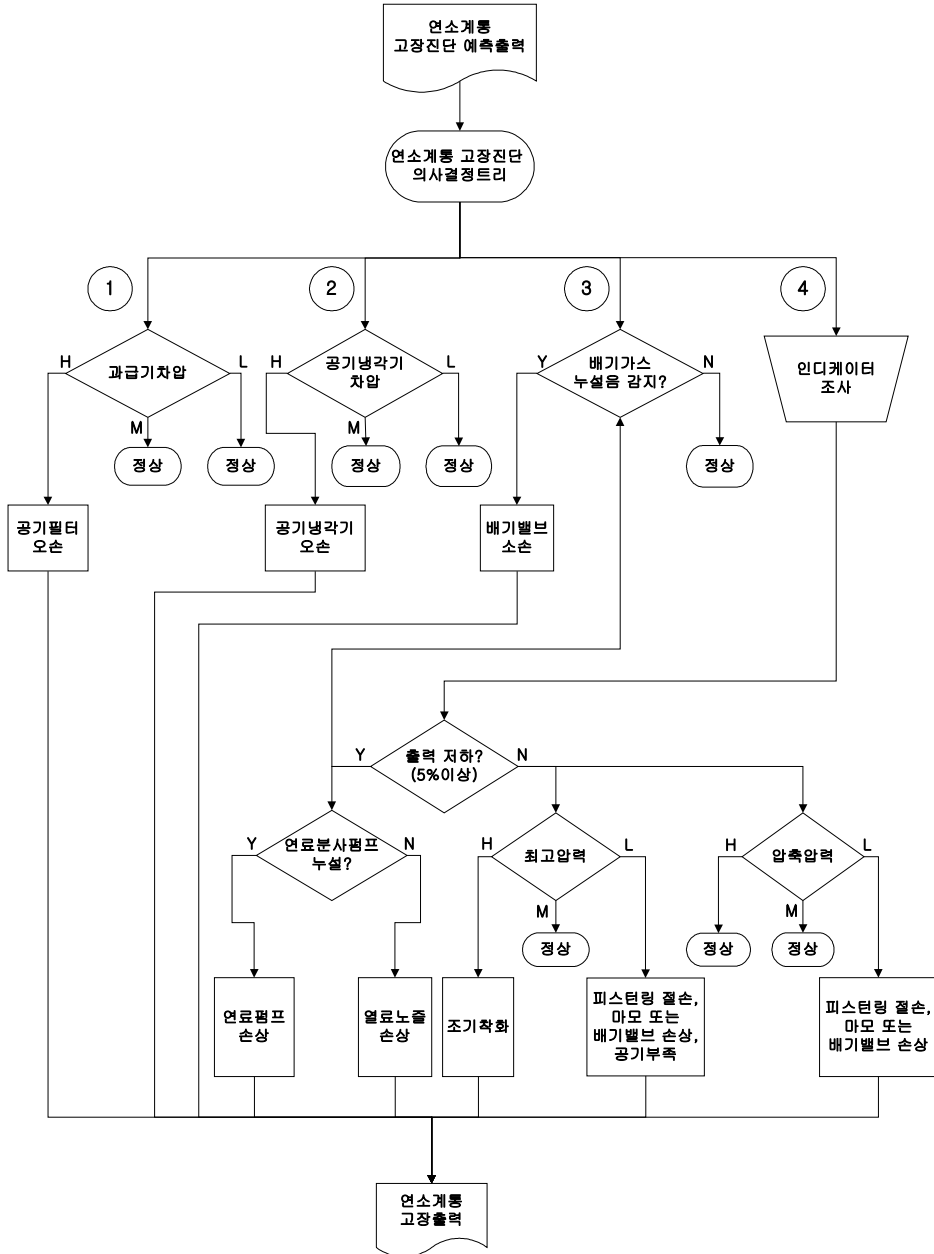 연소계통
고장진단 예측출력
연소계통 고장진단
의사결정트리
1
2
3
4
H
과급기차압
L
M
정상
정상
H
공기냉각기
차압
L
M
정상
정상
Y
배기가스
누설음 감지?
N
정상
인디케이터
조사
공기필터
오손
공기냉각기
오손
배기밸브
소손
Y
출력 저하?
(5%이상)
N
Y
연료분사펌프
누설?
N
H
최고압력
L
M
정상
H
압축압력
L
M
정상
정상
연료펌프
손상
열료노즐
손상
조기착화
피스턴링 절손,
마모 또는
배기밸브 손상,
공기부족
피스턴링 절손,
마모 또는
배기밸브 손상
연소계통
고장출력